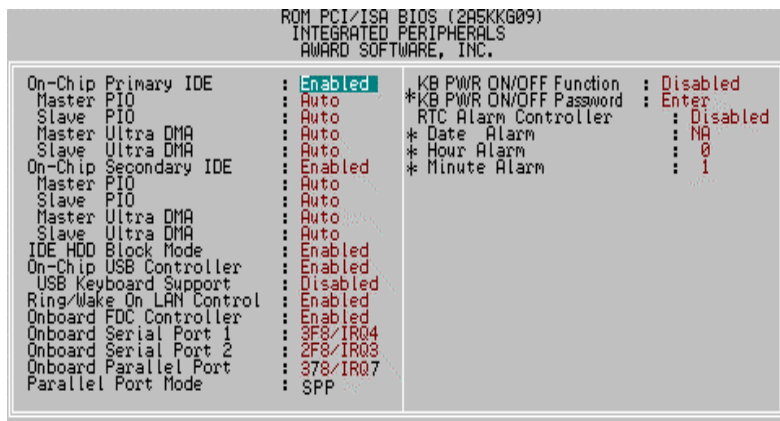 ROM PCI/ISA BIOS (2A5KKG09)
INTEGRATED PERIPHERALS
AWARD SOFTWARE, INC.
On-Chip Primary IDE : Enabled
Master PIO : Auto
Slave PIO : Auto
Master Ultra DMA : Auto
Slave Ultra DMA : Auto
On-Chip Secondary IDE : Enabled
Master PIO : Auto
Slave PIO : Auto
Master Ultra DMA : Auto
Slave Ultra DMA : Auto
IDE HDD Block Mode : Enabled
On-Chip USB Controller : Enabled
USB Keyboard Support : Disabled
Ring/Wake On LAN Control : Enabled
Onboard FDC Controller : Enabled
Onboard Serial Port 1 : 3F8/IRQ4
Onboard Serial Port 2 : 2F8/IRQ3
Onboard Parallel Port : 378/IRQ7
Parallel Port Mode : SPP
KB PWR ON/OFF Function : Disabled
*KB PWR ON/OFF Password : Enter
RTC Alarm Controller : Disabled
* Date Alarm : NA
* Hour Alarm : 0
* Minute Alarm : 1